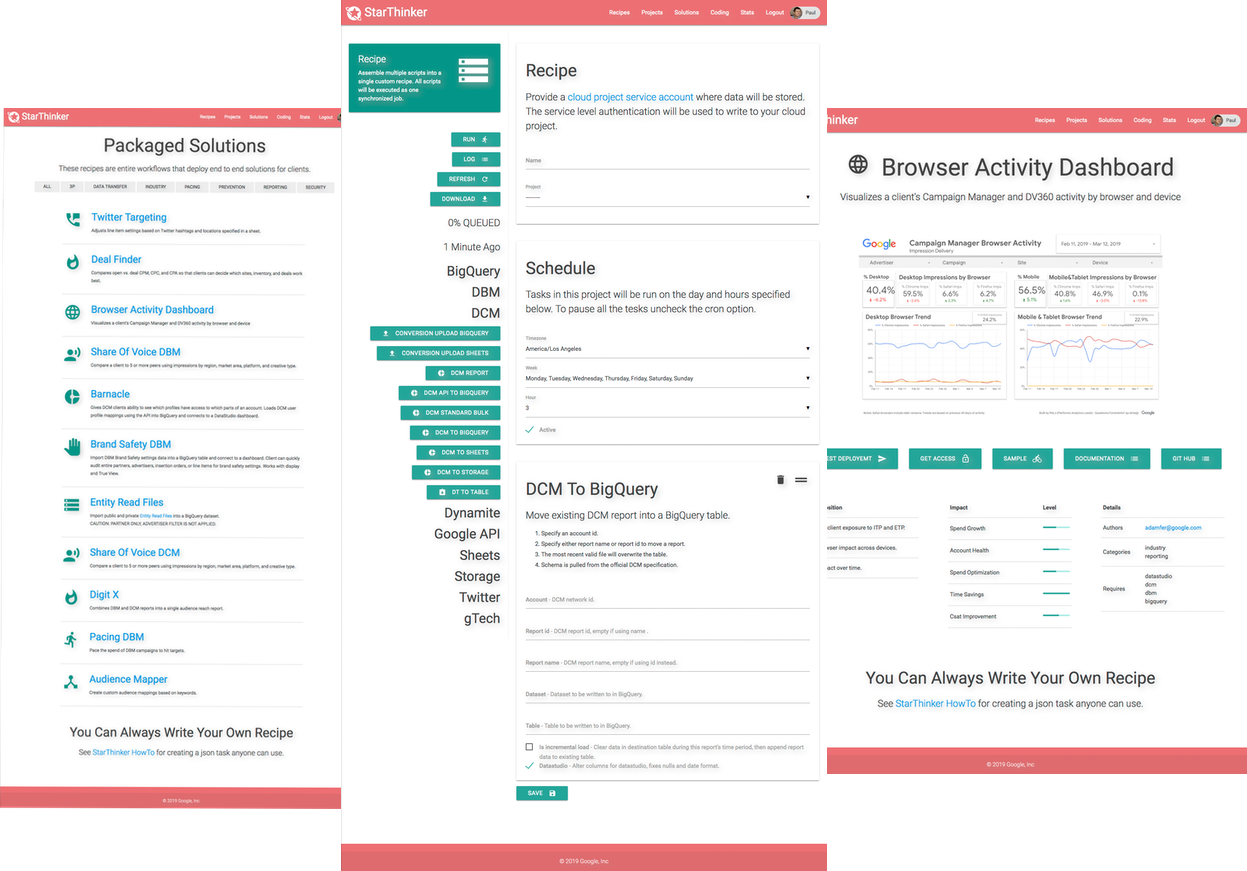 StarThinker
Recipes Projects Solutions Coding Stats Logout
Packaged Solutions
These recipes are entire workflows that deploy end to end solutions for clients.
ALL SP DATA TRANSFER INDUSTRY PACING PREVENTION REPORTING SECURITY
Twitter Targeting
Adjusts line item settings based on Twitter hashtags and locations specified in a sheet.
Deal Finder
Compares open vs. deal CPM, CPC, and CPA so that clients can decide which sites, inventory, and deals work
best.
Browser Activity Dashboard
Visualizes a client's Campaign Manager and DV360 activity by browser and device
Share Of Voice DBM
Compare a client to 5 or more peers using impressions by region, market area, platform, and creative type.
Barnacle
Gives DCM clients ability to see which profiles have access to which parts of an account. Loads DCM user
profile mappings using the API into BigQuery and connects to a DataStudio dashboard.
Brand Safety DBM
Import DBM Brand Safety settings data into a BigQuery table and connect to a dashboard. Client can quickly
audit entire partners, advertisers, insertion orders, or line items for brand safety settings. Works with display
and True View.
Entity Read Files
Import public and private Entity Read Files into a BigQuery dataset.
CAUTION: PARTNER ONLY, ADVERTISER FILTER IS NOT APPLIED.
Share Of Voice DCM
Compare a client to 5 or more peers using impressions by region, market area, platform, and creative type.
Digit X
Combines DBM and DCM reports into a single audience reach report.
Pacing DBM
Pace the spend of DBM campaigns to hit targets.
Audience Mapper
Create custom audience mappings based on keywords.
You Can Always Write Your Own Recipe
See StarThinker HowTo for creating a json task anyone can use.
© 2019 Google, Inc
StarThinker
Recipes Projects Solutions Coding Stats Logout Paul
Recipe
Assemble multiple scripts into a
single custom recipe. All scripts
will be executed as one
synchronized job.
RUN
LOG
REFRESH
DOWNLOAD
0% QUEUED
1 Minute Ago
BigQuery
DBM
DCM
CONVERSION UPLOAD BIGQUERY
CONVERSION UPLOAD SHEETS
DCM REPORT
DCM API TO BIGQUERY
DCM STANDARD BULK
DCM TO BIGQUERY
DCM TO SHEETS
DCM TO STORAGE
DT TO TABLE
Dynamite
Google API
Sheets
Storage
Twitter
gTech
Recipe
Provide a cloud project service account where data will be stored.
The service level authentication will be used to write to your cloud
project.
Name
Project
Schedule
Tasks in this project will be run on the day and hours specified
below. To pause all the tasks uncheck the cron option.
Timezone
America/Los Angeles
Week
Monday, Tuesday, Wednesday, Thursday, Friday, Saturday, Sunday
Hour
3
Active
DCM To BigQuery
Move existing DCM report into a BigQuery table.
1. Specify an account id.
2. Specify either report name or report id to move a report.
3. The most recent valid file will overwrite the table.
4. Schema is pulled from the official DCM specification.
Account - DCM network id.
Report id - DCM report id, empty if using name .
Report name - DCM report name, empty if using id instead.
Dataset - Dataset to be written to in BigQuery.
Table - Table to be written to in BigQuery.
Is incremental load - Clear data in destination table during this report's time period, then append report
data to existing table.
Datastudio - Alter columns for datastudio, fixes nulls and date format.
SAVE
© 2019 Google, Inc
hinker
Recipes Projects Solutions Coding Stats Logout Paul
Browser Activity Dashboard
Visualizes a client's Campaign Manager and DV360 activity by browser and device
Google Campaign Manager Browser Activity
Impression Delivery
Feb 11, 2019 - Mar 12, 2019
Advertiser Campaign Site Device
% Desktop Desktop Impressions by Browser % Mobile Mobile&Tablet Impressions by Browser
40.4% 59.5% 6.6% 6.2% 56.5% 40.8% 46.9% 0.1%
Desktop Browser Trend 24.2% Mobile & Tablet Browser Trend 22.9%
EST DEPLOYEMT GET ACCESS SAMPLE DOCUMENTATION GIT HUB
sition
client exposure to ITP and ETP.
wser impact across devices.
act over time.
Impact Level
Spend Growth
Account Health
Spend Optimization
Time Savings
Csat Improvement
Details
Authors adamfer@google.com
Categories industry
reporting
Requires datastudio
dcm
dbm
bigquery
You Can Always Write Your Own Recipe
See StarThinker HowTo for creating a json task anyone can use.
© 2019 Google, Inc